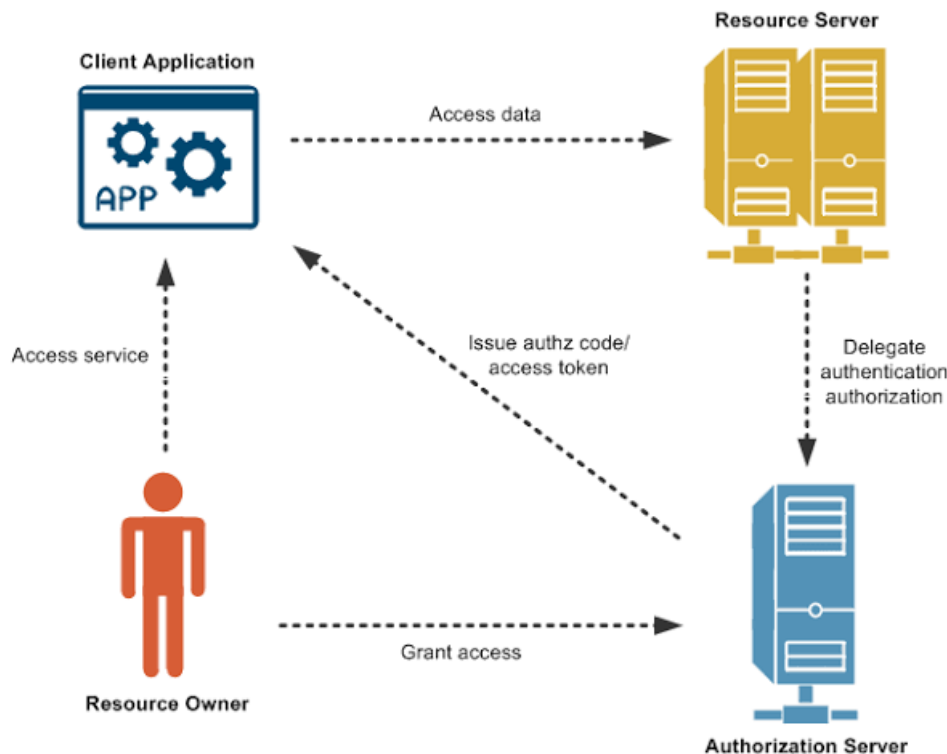 Resource Server
Client Application
Access data
APP
Access service
Issue authz code/
access token
Delegate
authentication
authorization
Grant access
Resource Owner
Authorization Server